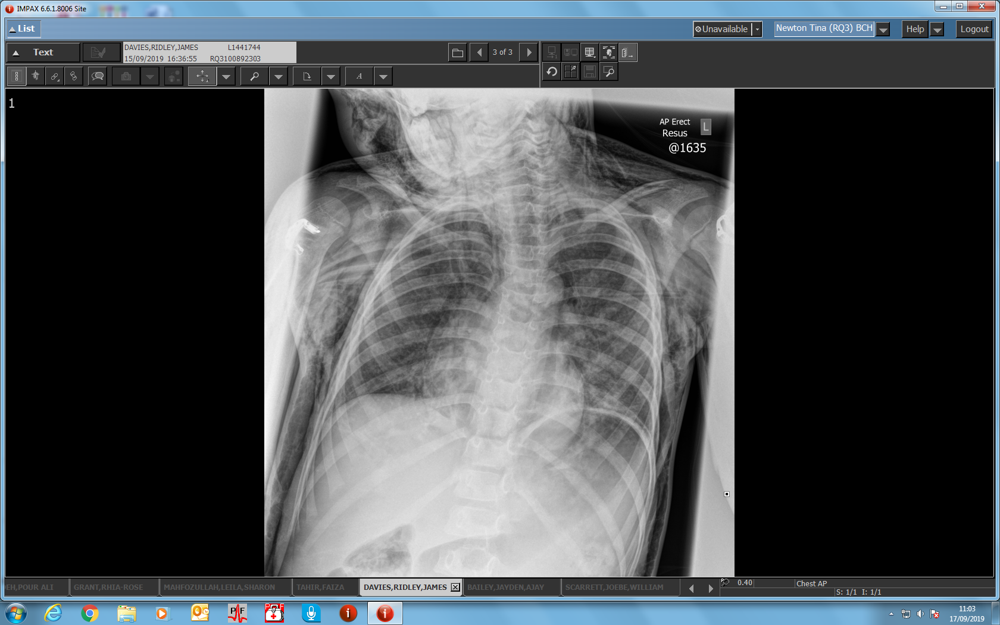 IMPAX 6.6.1.8006 Site
List
Unavailable
Newton Tina (RQ3) BCH
Help
Logout
Text
DAVIES,RIDLEY,JAMES L1441744
15/09/2019 16:36:55 RQ3100892303
3 of 3
A
1
AP Erect
L
Resus
@1635
DEH,POUR ALI
GRANT,RHIA-ROSE
MAHFOZULLAH,LEILA,SHARON
TAHIR,FAIZA
DAVIES,RIDLEY,JAMES
BAILEY,JAYDEN,AJAY
SCARRETT,JOEBE,WILLIAM
0.40
Chest AP
S: 1/1 I: 1/1
P F
11:03
17/09/2019